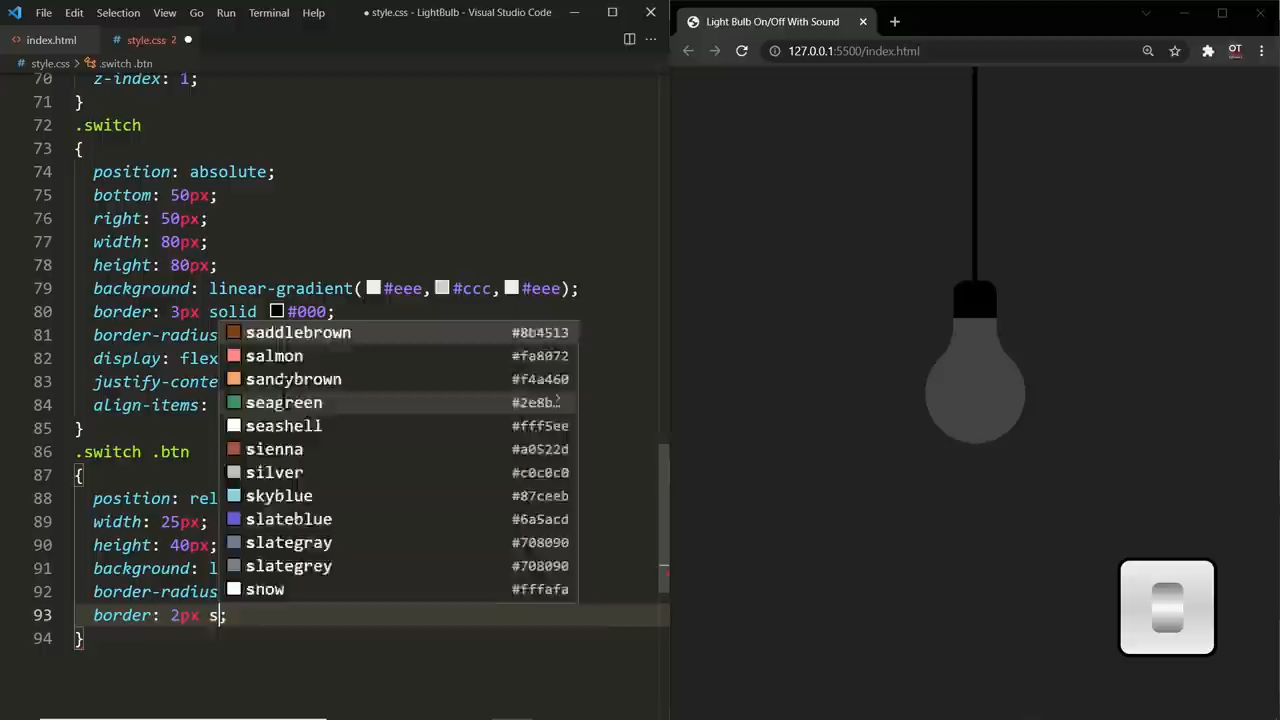 File Edit Selection View Go Run Terminal Help ● style.css - LightBulb - Visual Studio Code
index.html style.css 2
style.css > .switch .btn
70 z-index: 1;
71 }
72 .switch
73 {
74 position: absolute;
75 bottom: 50px;
76 right: 50px;
77 width: 80px;
78 height: 80px;
79 background: linear-gradient(#eee,#ccc,#eee);
80 border: 3px solid #000;
81 border-radius
82 display: flex
83 justify-conte
84 align-items:
85 }
86 .switch .btn
87 {
88 position: rel
89 width: 25px;
90 height: 40px;
91 background: l
92 border-radius
93 border: 2px s;
94 }
saddlebrown #8b4513
salmon #fa8072
sandybrown #f4a460
seagreen #2e8b…
seashell #fff5ee
sienna #a0522d
silver #c0c0c0
skyblue #87ceeb
slateblue #6a5acd
slategray #708090
slategrey #708090
snow #fffafa
Light Bulb On/Off With Sound
127.0.0.1:5500/index.html
OT